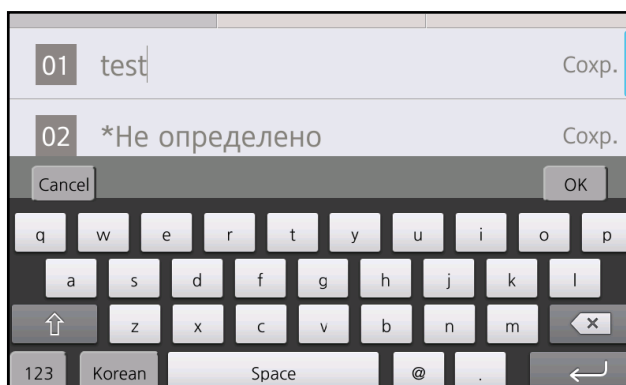 01 test Сохр.
02 *Не определено Сохр.
Cancel OK
q w e r t y u i o p
a s d f g h j k l
z x c v b n m
123 Korean Space @ .